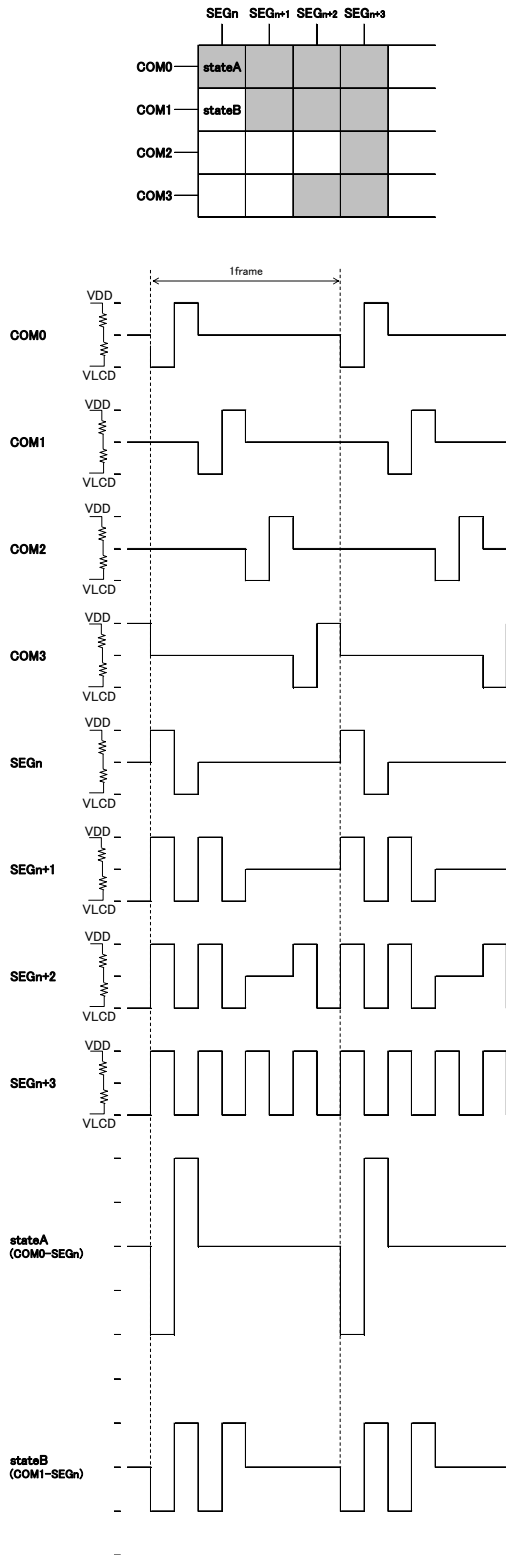 SEGn SEGn+1 SEGn+2 SEGn+3
COM0 stateA
COM1 stateB
COM2
COM3
1frame
VDD
COM0
VLCD
VDD
COM1
VLCD
VDD
COM2
VLCD
VDD
COM3
VLCD
VDD
SEGn
VLCD
VDD
SEGn+1
VLCD
VDD
SEGn+2
VLCD
VDD
SEGn+3
VLCD
stateA
(COM0-SEGn)
stateB
(COM1-SEGn)